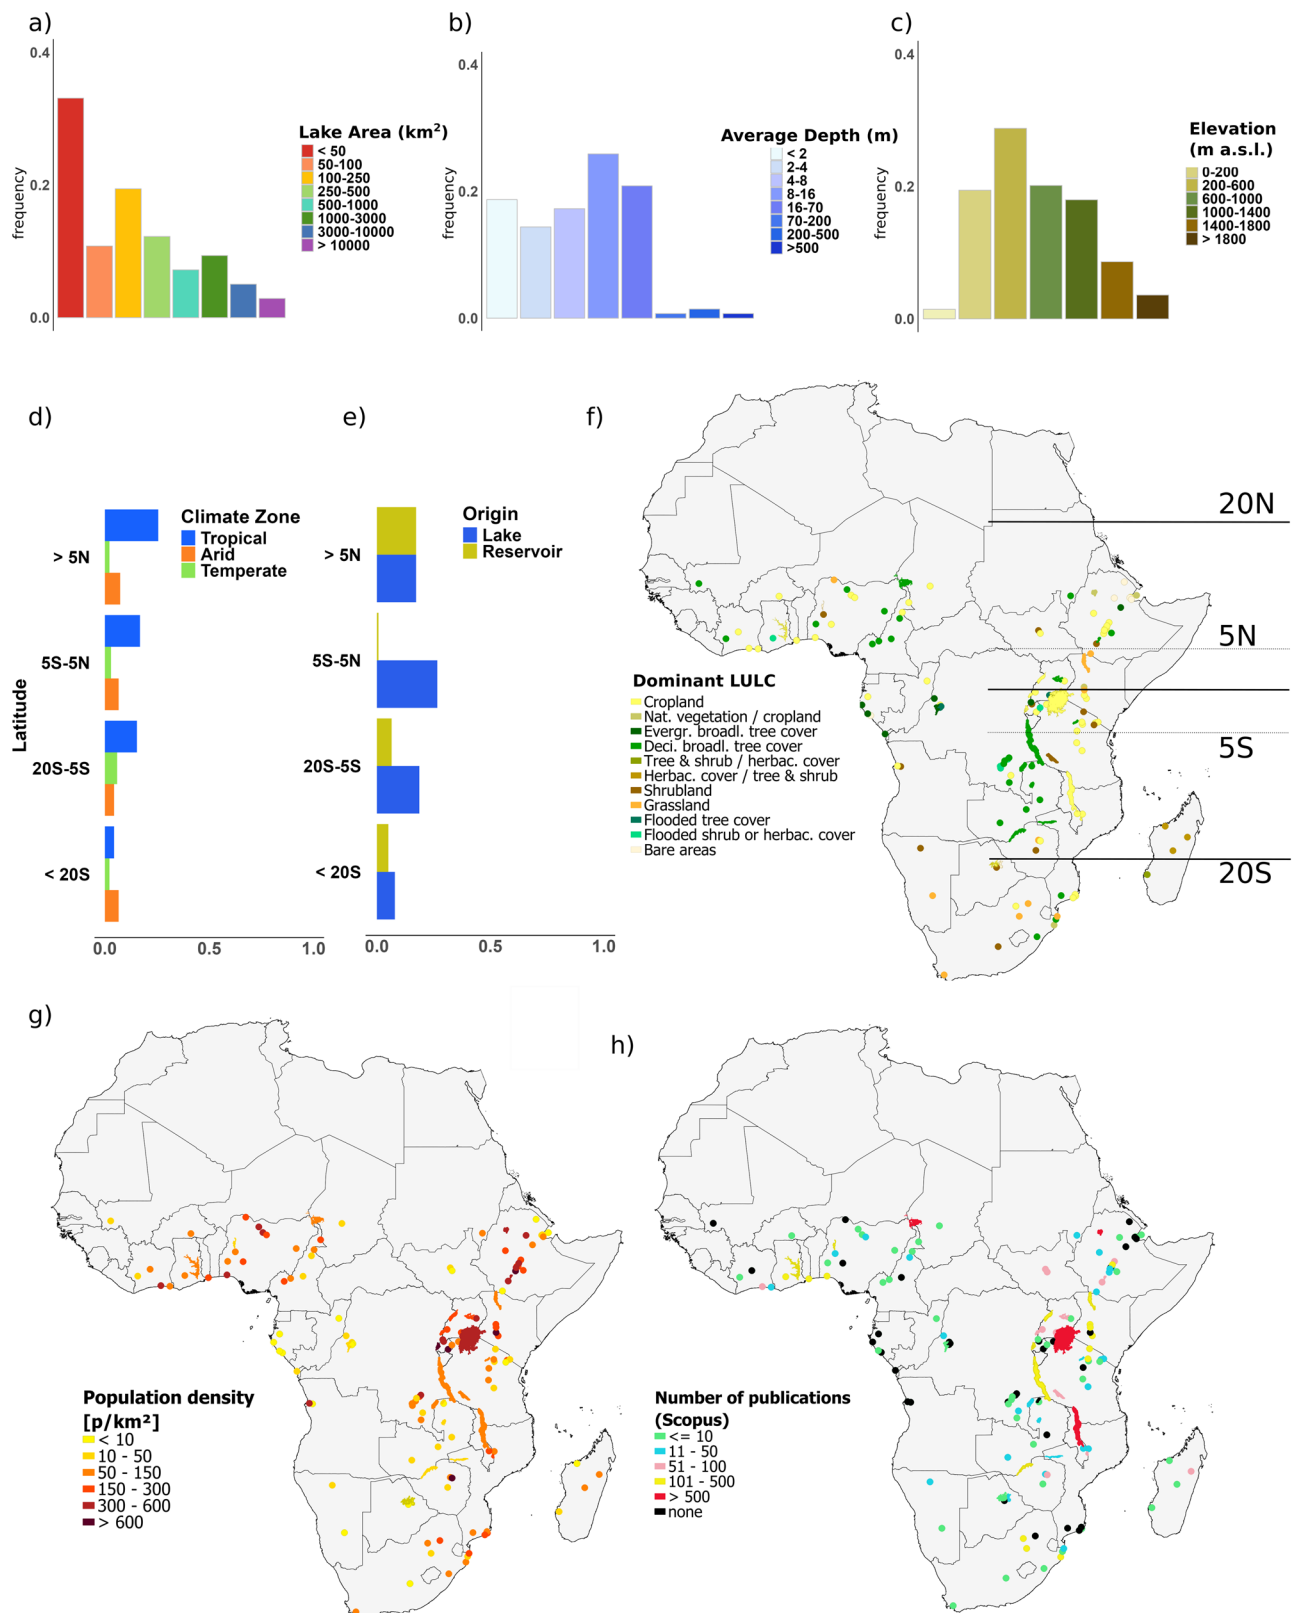 a)
0.4
0.2
0.0
frequency
Lake Area (km²)
< 50
50-100
100-250
250-500
500-1000
1000-3000
3000-10000
> 10000
b)
0.4
0.2
0.0
frequency
Average Depth (m)
< 2
2-4
4-8
8-16
16-70
70-200
200-500
>500
c)
0.4
0.2
0.0
frequency
Elevation
(m a.s.l.)
0-200
200-600
600-1000
1000-1400
1400-1800
> 1800
d)
Latitude
> 5N
5S-5N
20S-5S
< 20S
0.0
0.5
1.0
Climate Zone
Tropical
Arid
Temperate
e)
> 5N
5S-5N
20S-5S
< 20S
0.0
0.5
1.0
Origin
Lake
Reservoir
f)
20N
5N
5S
20S
Dominant LULC
Cropland
Nat. vegetation / cropland
Evergr. broadl. tree cover
Deci. broadl. tree cover
Tree & shrub / herbac. cover
Herbac. cover / tree & shrub
Shrubland
Grassland
Flooded tree cover
Flooded shrub or herbac. cover
Bare areas
g)
Population density
[p/km²]
< 10
10 - 50
50 - 150
150 - 300
300 - 600
> 600
h)
Number of publications
(Scopus)
<= 10
11 - 50
51 - 100
101 - 500
> 500
none